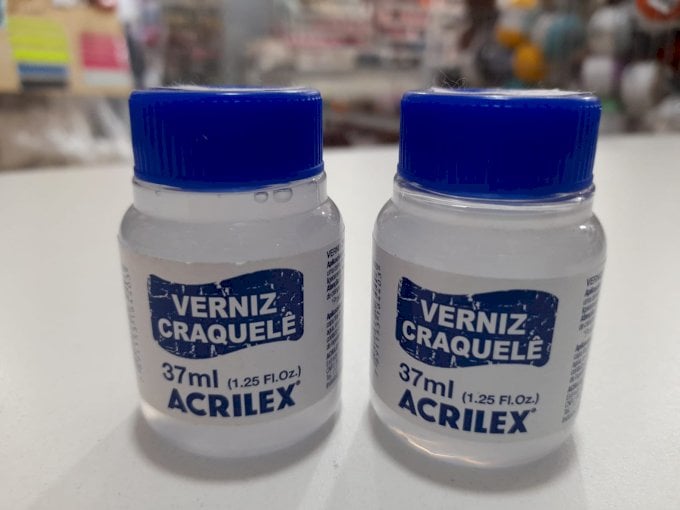 VERNIZ
CRAQUELÊ
37ml (1.25 Fl.Oz.)
ACRILEX®
VERNIZ
CRAQUELÊ
37ml (1.25 Fl.Oz.)
ACRILEX®